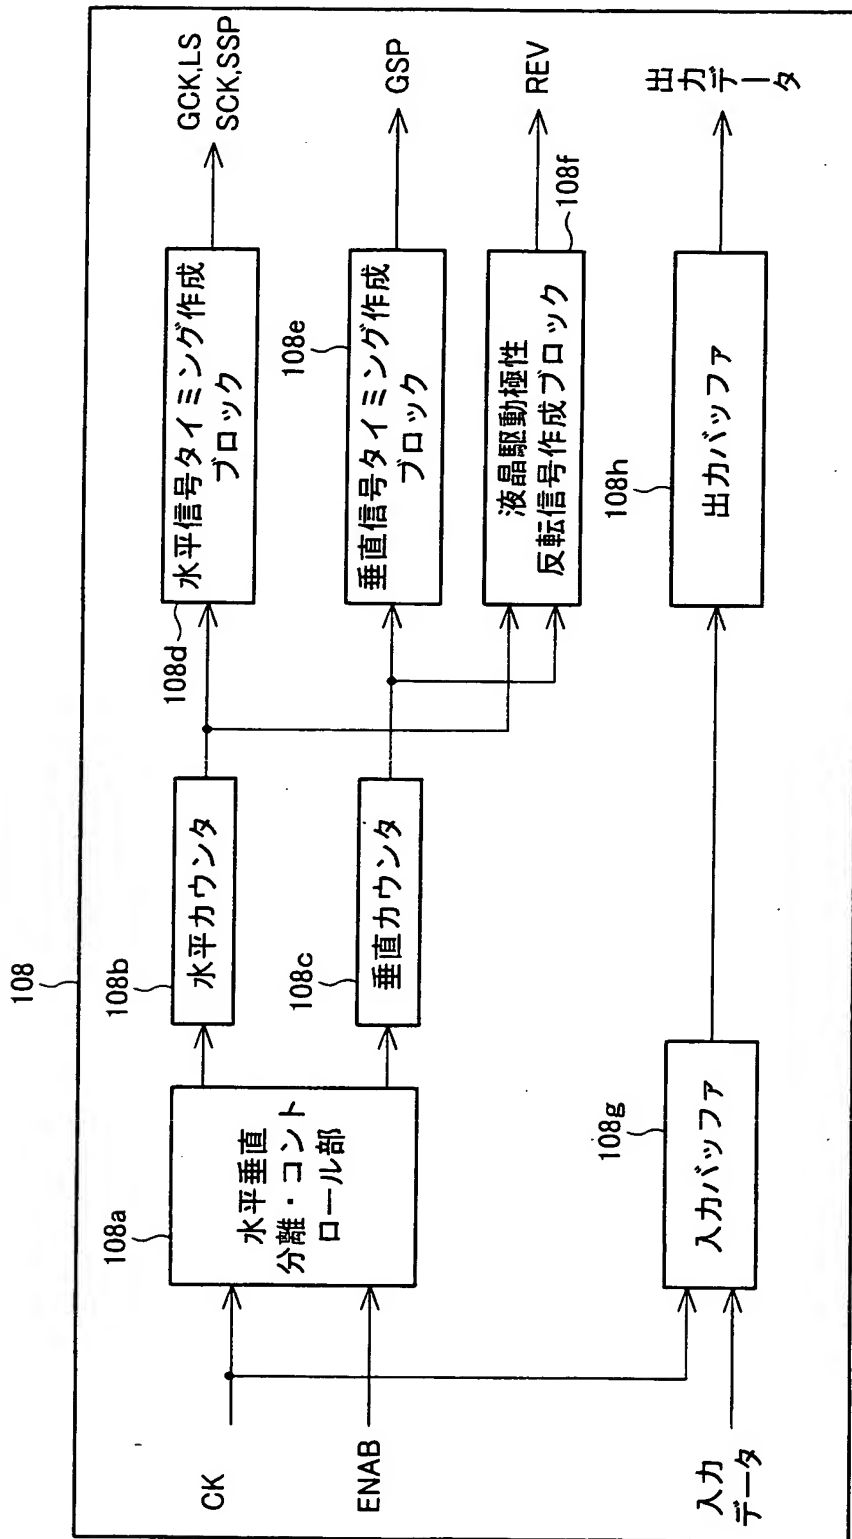 108
CK
ENAB
入力
データ
108a
水平垂直
分離・コント
ロール部
108b
水平カウンタ
108c
垂直カウンタ
108d
水平信号タイミング作成
ブロック
GCK,LS
SCK,SSP
108e
垂直信号タイミング作成
ブロック
GSP
液晶駆動極性
反転信号作成ブロック
108f
REV
108g
入力バッファ
108h
出力バッファ
出力デー
タ